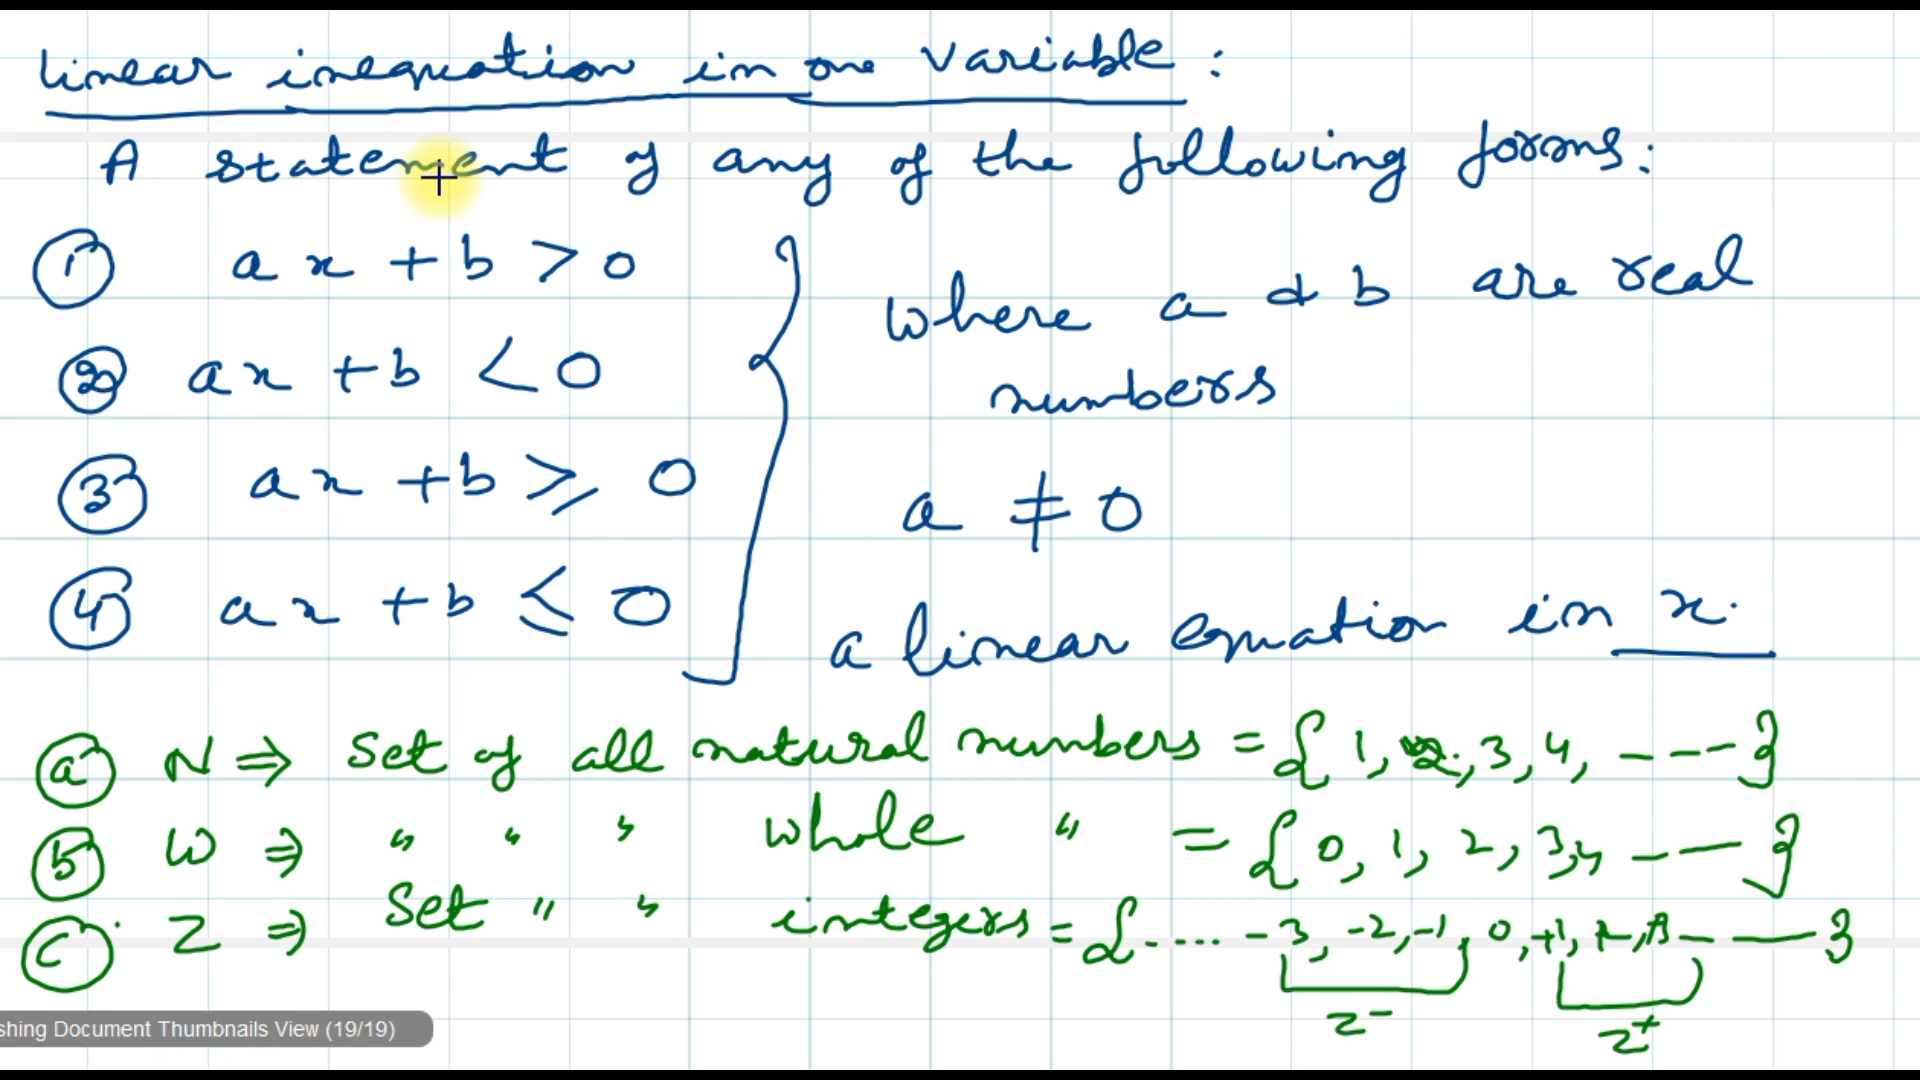 linear inequation in one variable :
A statement of any of the following forms :
① ax + b > 0
② ax + b < 0
③ ax + b ⩾ 0
④ ax + b ≤ 0
where a & b are real
numbers
a ≠ 0
a linear equation in x.
ⓐ N ⇒ set of all natural numbers = { 1, 2, 3, 4, ---- }
ⓑ W ⇒ " " " whole " = { 0, 1, 2, 3, 4 --- }
ⓒ Z ⇒ Set " " integers = { ..... -3, -2, -1, 0, +1, --- }
Z⁻
Z⁺
shing Document Thumbnails View (19/19)